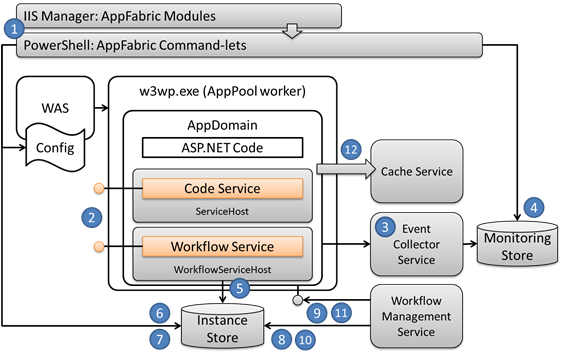 IIS Manager: AppFabric Modules
1
PowerShell: AppFabric Command-lets
w3wp.exe (AppPool worker)
WAS
Config
AppDomain
ASP.NET Code
12
Cache Service
Code Service
ServiceHost
2
3
Event
Collector
Service
4
Monitoring
Store
Workflow Service
WorkflowServiceHost
5
6
7
Instance
Store
8
10
9
11
Workflow
Management
Service